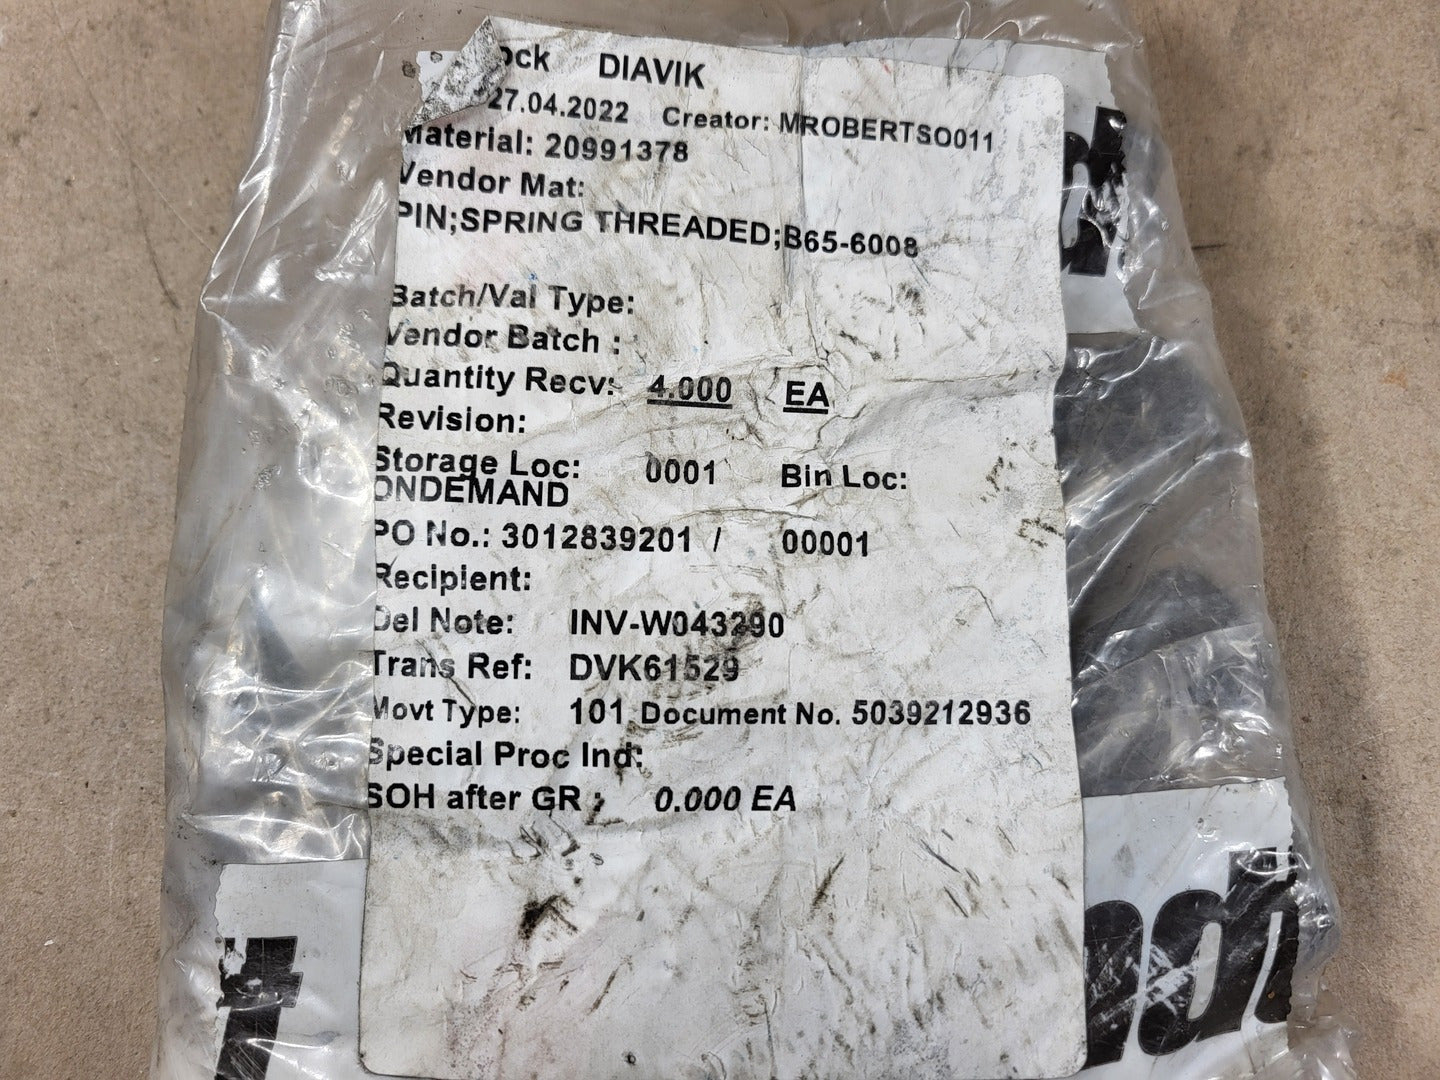 DIAVIK
27.04.2022 Creator: MROBERTSO011
Material: 20991378
Vendor Mat:
PIN;SPRING THREADED;B65-6008
Batch/Val Type:
Vendor Batch :
Quantity Recv: 4.000 EA
Revision:
Storage Loc: 0001 Bin Loc:
ONDEMAND
PO No.: 3012839201 / 00001
Recipient:
Del Note: INV-W043290
Trans Ref: DVK61529
Movt Type: 101 Document No. 5039212936
Special Proc Ind:
SOH after GR : 0.000 EA